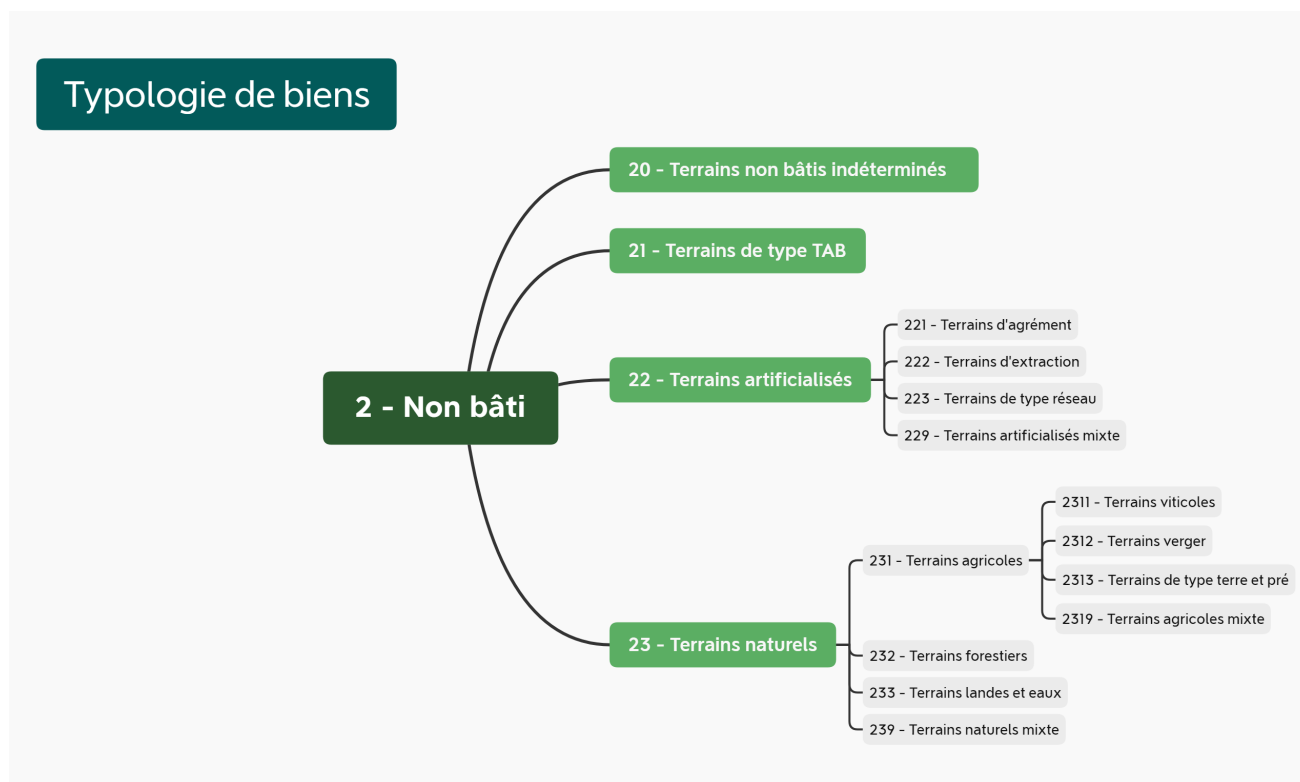 Typologie de biens
2 - Non bâti
20 - Terrains non bâtis indéterminés
21 - Terrains de type TAB
22 - Terrains artificialisés
221 - Terrains d'agrément
222 - Terrains d'extraction
223 - Terrains de type réseau
229 - Terrains artificialisés mixte
23 - Terrains naturels
231 - Terrains agricoles
2311 - Terrains viticoles
2312 - Terrains verger
2313 - Terrains de type terre et pré
2319 - Terrains agricoles mixte
232 - Terrains forestiers
233 - Terrains landes et eaux
239 - Terrains naturels mixte